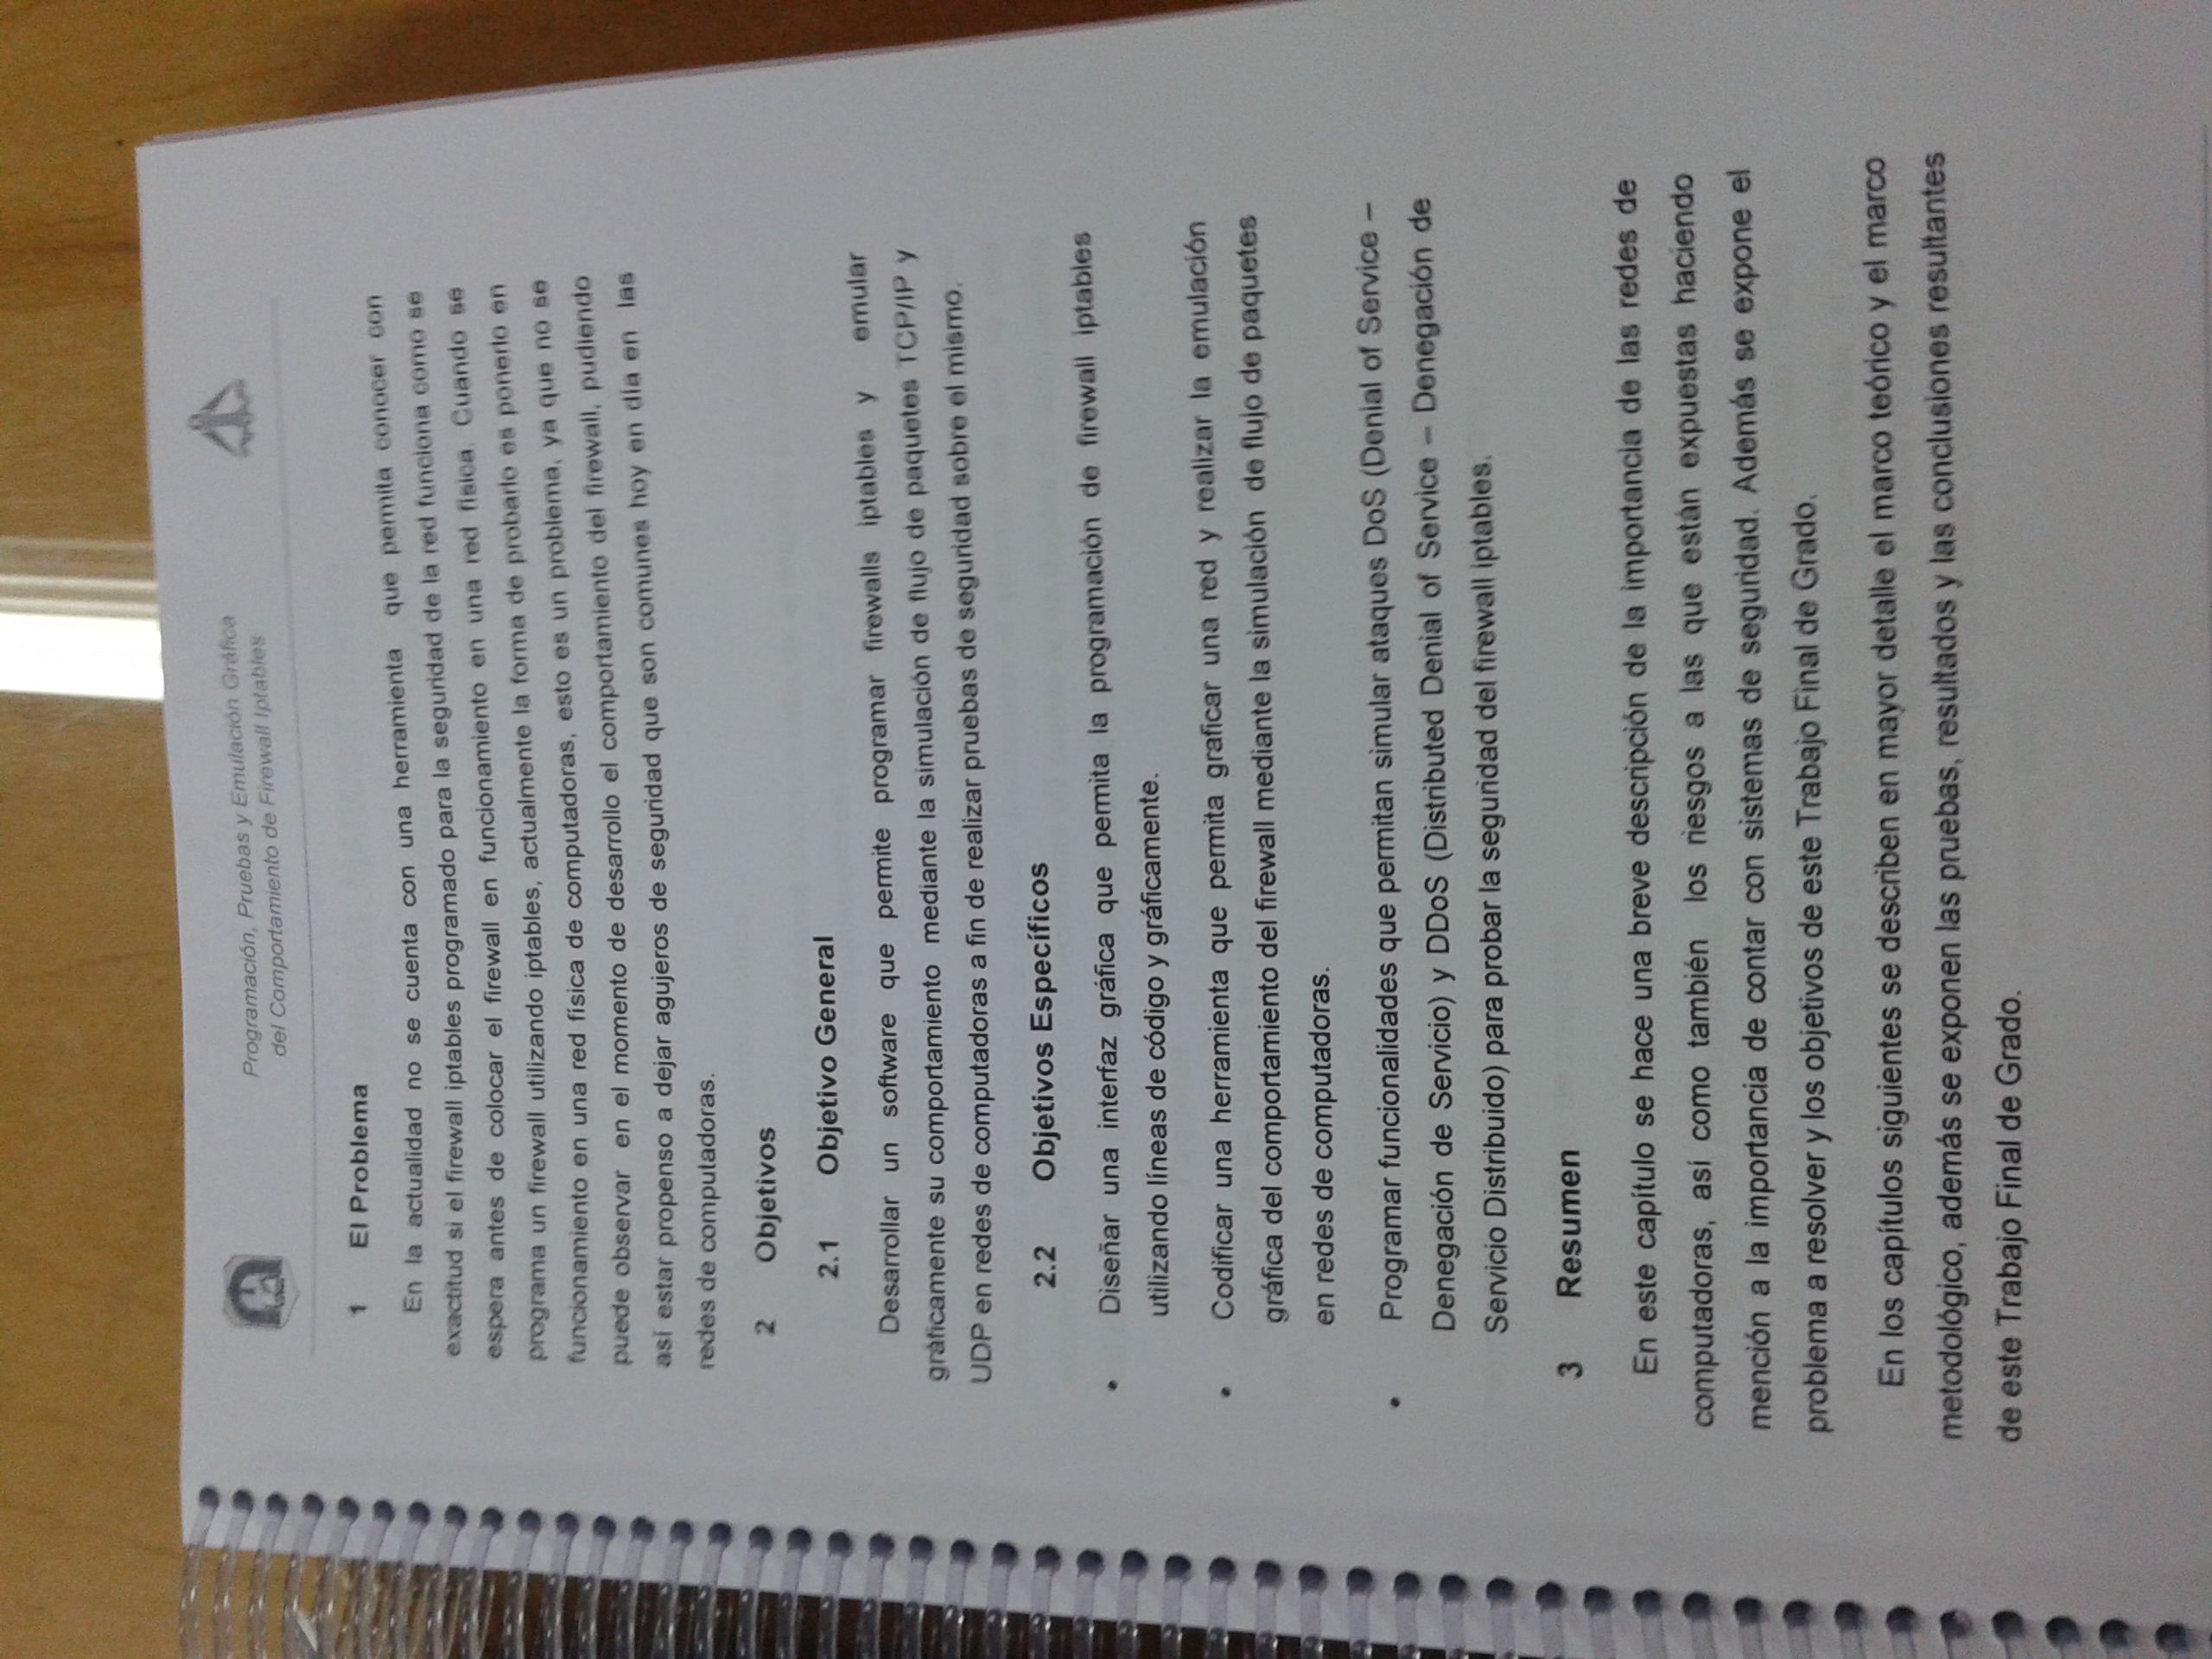 Programación, Pruebas y Emulación Gráfica
del Comportamiento de Firewall Iptables
1 El Problema
En la actualidad no se cuenta con una herramienta que permita conocer con
exactitud si el firewall iptables programado para la seguridad de la red funciona como se
espera antes de colocar el firewall en funcionamiento en una red física. Cuando se
programa un firewall utilizando iptables, actualmente la forma de probarlo es ponerlo en
funcionamiento en una red física de computadoras, esto es un problema, ya que no se
puede observar en el momento de desarrollo el comportamiento del firewall, pudiendo
así estar propenso a dejar agujeros de seguridad que son comunes hoy en día en las
redes de computadoras.
2 Objetivos
2.1 Objetivo General
Desarrollar un software que permite programar firewalls iptables y emular
gráficamente su comportamiento mediante la simulación de flujo de paquetes TCP/IP y
UDP en redes de computadoras a fin de realizar pruebas de seguridad sobre el mismo.
2.2 Objetivos Específicos
• Diseñar una interfaz gráfica que permita la programación de firewall iptables
utilizando líneas de código y gráficamente.
• Codificar una herramienta que permita graficar una red y realizar la emulación
gráfica del comportamiento del firewall mediante la simulación de flujo de paquetes
en redes de computadoras.
• Programar funcionalidades que permitan simular ataques DoS (Denial of Service –
Denegación de Servicio) y DDoS (Distributed Denial of Service – Denegación de
Servicio Distribuido) para probar la seguridad del firewall iptables.
3 Resumen
En este capítulo se hace una breve descripción de la importancia de las redes de
computadoras, así como también los riesgos a las que están expuestas haciendo
mención a la importancia de contar con sistemas de seguridad. Además se expone el
problema a resolver y los objetivos de este Trabajo Final de Grado.
En los capítulos siguientes se describen en mayor detalle el marco teórico y el marco
metodológico, además se exponen las pruebas, resultados y las conclusiones resultantes
de este Trabajo Final de Grado.